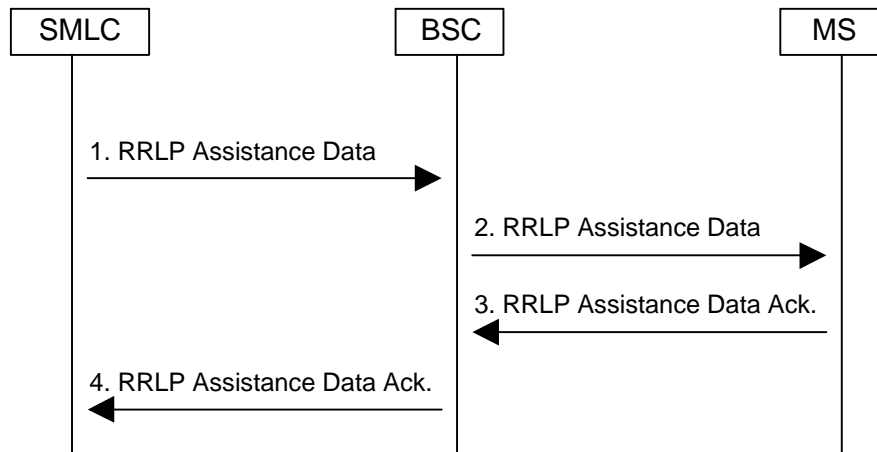 SMLC
BSC
MS
1. RRLP Assistance Data
2. RRLP Assistance Data
3. RRLP Assistance Data Ack.
4. RRLP Assistance Data Ack.